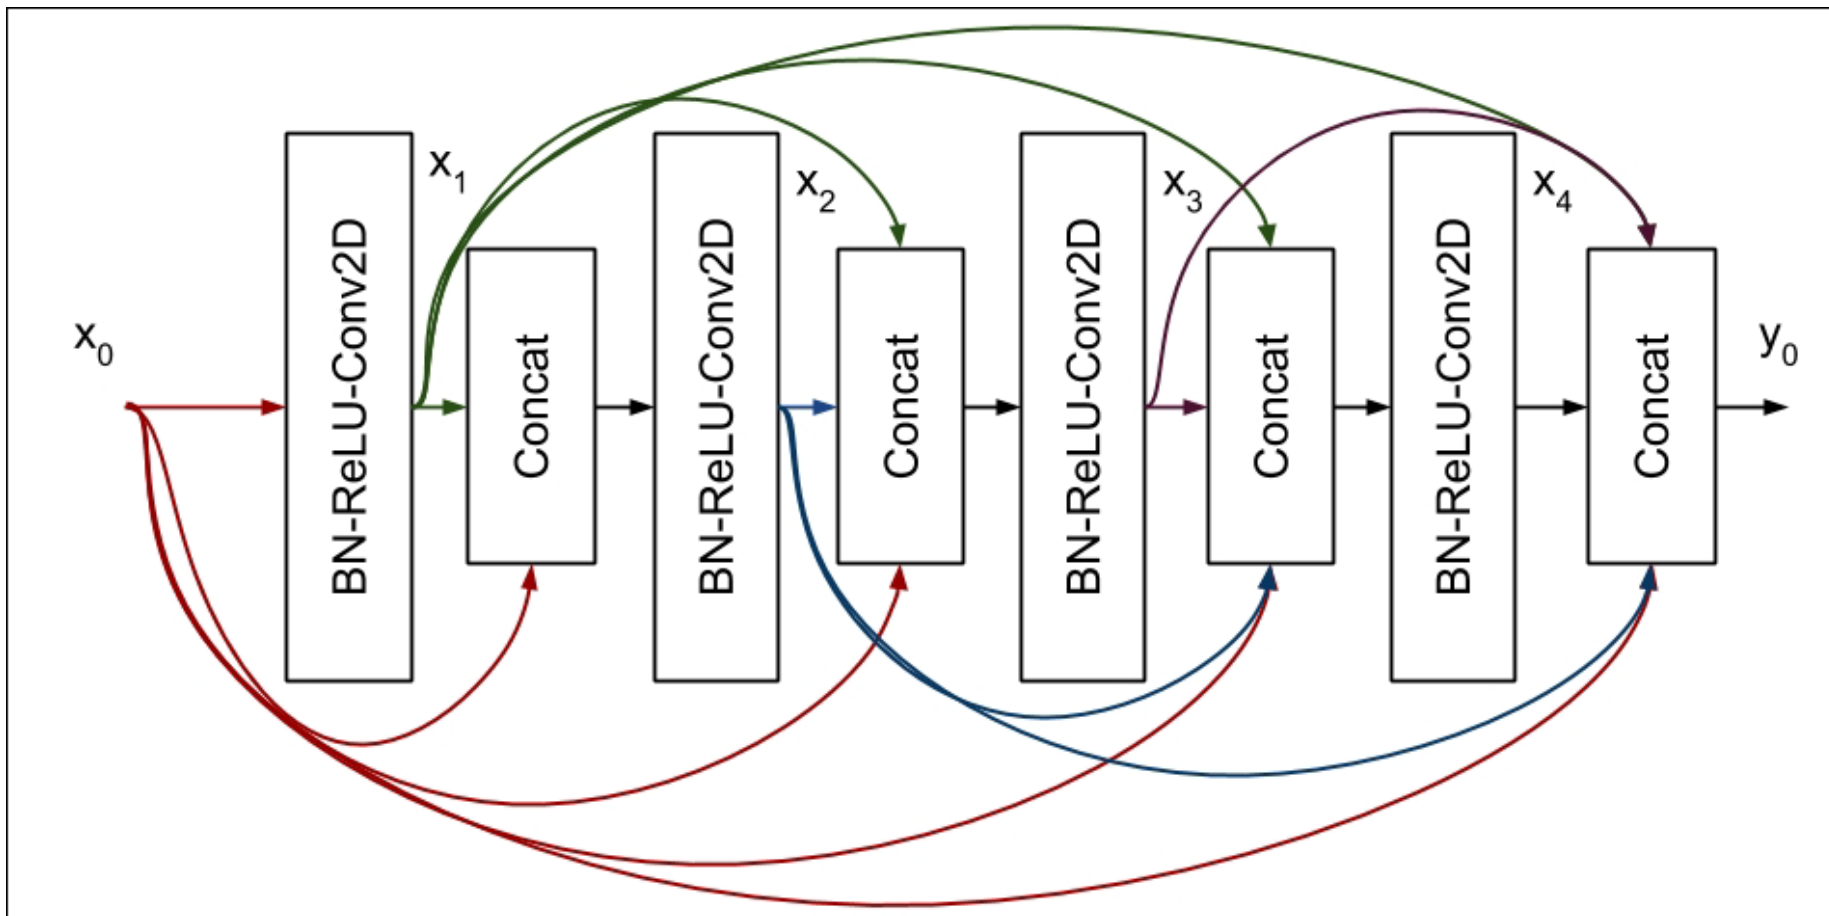 x0
BN-ReLU-Conv2D
x1
Concat
BN-ReLU-Conv2D
x2
Concat
BN-ReLU-Conv2D
x3
Concat
BN-ReLU-Conv2D
x4
Concat
y0